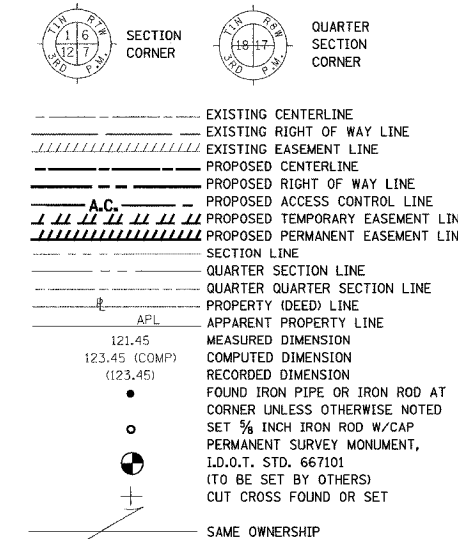 T1N R7W
1 6
12 7
3RD P.M.
SECTION
CORNER
T1N R8W
18 17
3RD P.M.
QUARTER
SECTION
CORNER
EXISTING CENTERLINE
EXISTING RIGHT OF WAY LINE
EXISTING EASEMENT LINE
PROPOSED CENTERLINE
PROPOSED RIGHT OF WAY LINE
A.C. PROPOSED ACCESS CONTROL LINE
PROPOSED TEMPORARY EASEMENT LIN
PROPOSED PERMANENT EASEMENT LIN
SECTION LINE
QUARTER SECTION LINE
QUARTER QUARTER SECTION LINE
PROPERTY (DEED) LINE
APL APPARENT PROPERTY LINE
121.45 MEASURED DIMENSION
123.45 (COMP) COMPUTED DIMENSION
(123.45) RECORDED DIMENSION
FOUND IRON PIPE OR IRON ROD AT
CORNER UNLESS OTHERWISE NOTED
SET 5/8 INCH IRON ROD W/CAP
PERMANENT SURVEY MONUMENT,
I.D.O.T. STD. 667101
(TO BE SET BY OTHERS)
CUT CROSS FOUND OR SET
SAME OWNERSHIP